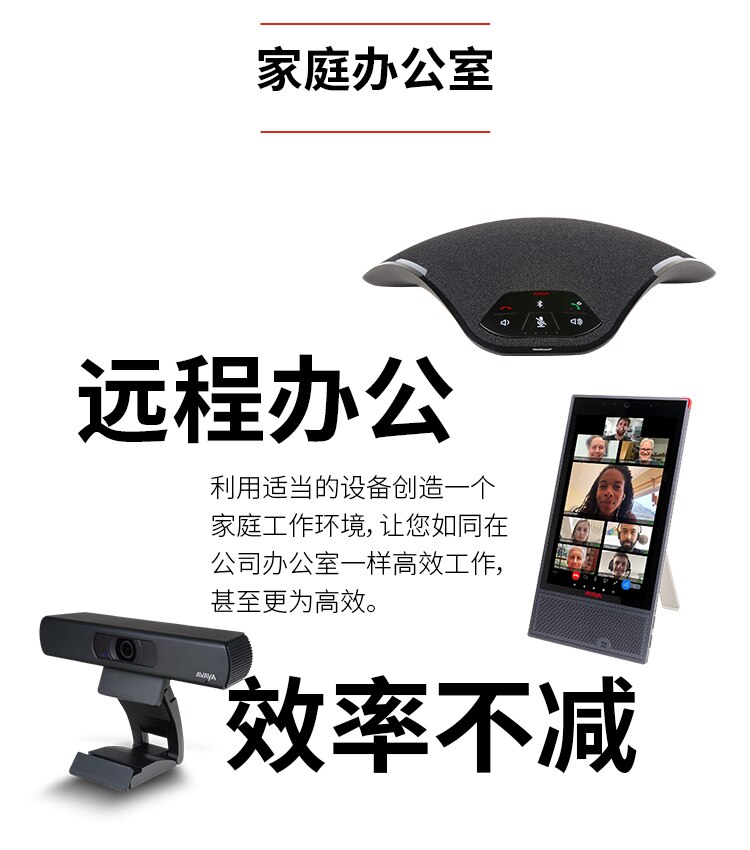 家庭办公室
AVAYA
远程办公
利用适当的设备创造一个
家庭工作环境, 让您如同在
公司办公室一样高效工作,
甚至更为高效。
AVAYA
AVAYA
效率不减